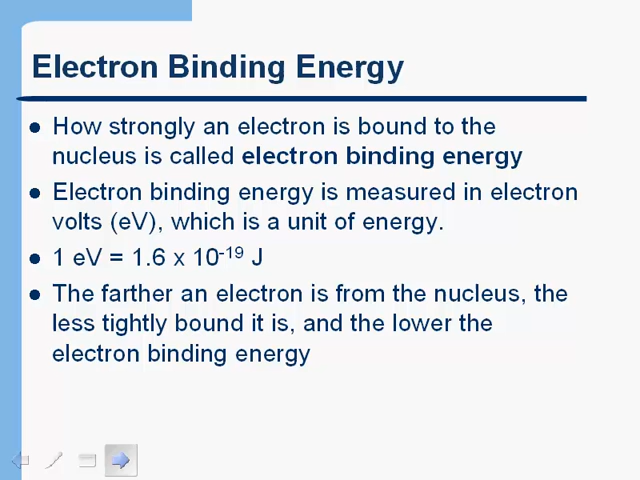 Electron Binding Energy
● How strongly an electron is bound to the
nucleus is called electron binding energy
● Electron binding energy is measured in electron
volts (eV), which is a unit of energy.
● 1 eV = 1.6 x 10⁻¹⁹ J
● The farther an electron is from the nucleus, the
less tightly bound it is, and the lower the
electron binding energy